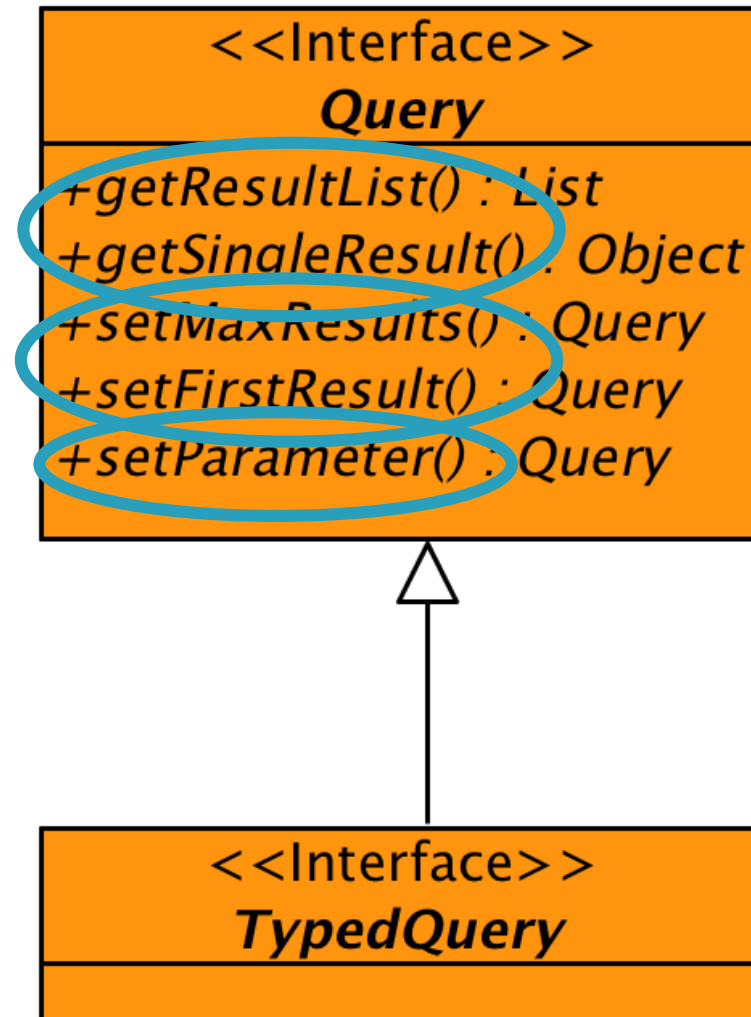 <<Interface>>
Query
+getResultList() : List
+getSingleResult() : Object
+setMaxResults() : Query
+setFirstResult() : Query
+setParameter() : Query
<<Interface>>
TypedQuery